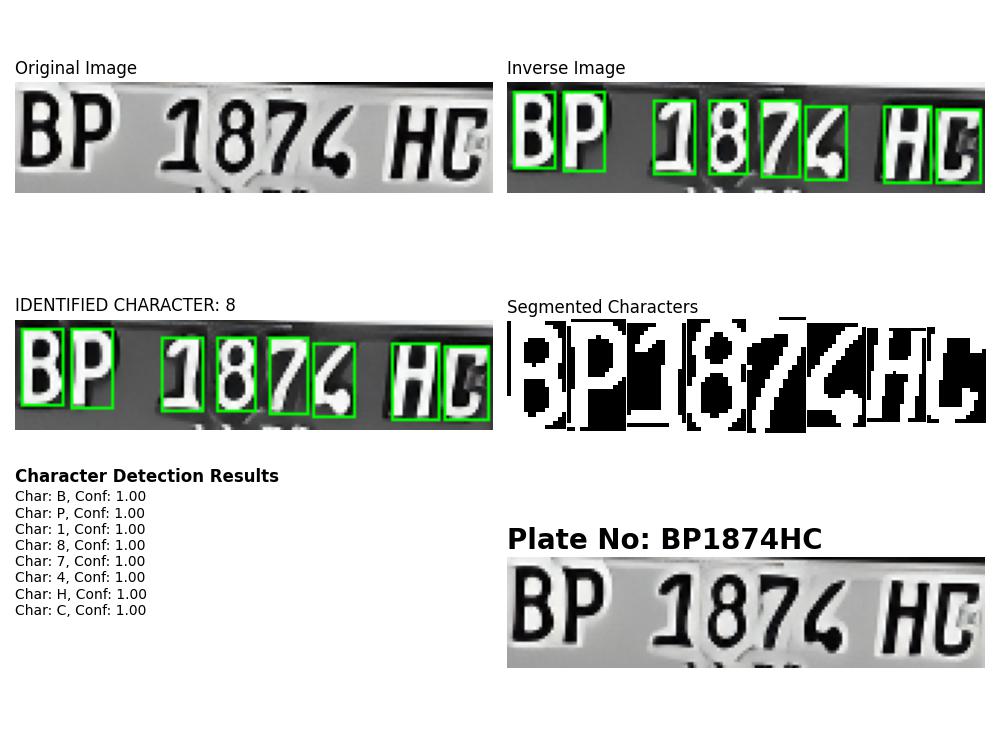 Original Image
BP 1874 HC
Inverse Image
BP 1874 HC
IDENTIFIED CHARACTER: 8
BP 1874 HC
Segmented Characters
BP1874HC
Character Detection Results
Char: B, Conf: 1.00
Char: P, Conf: 1.00
Char: 1, Conf: 1.00
Char: 8, Conf: 1.00
Char: 7, Conf: 1.00
Char: 4, Conf: 1.00
Char: H, Conf: 1.00
Char: C, Conf: 1.00
Plate No: BP1874HC
BP 1874 HC